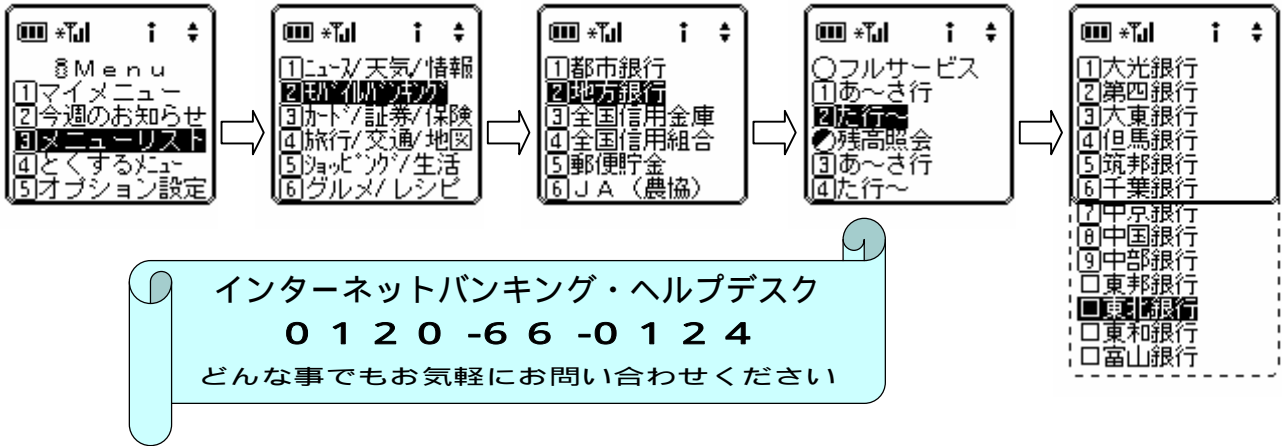 iMenu
1マイメニュー
2今週のお知らせ
3メニューリスト
4とくするﾒﾆｭｰ
5オプション設定
1ﾆｭｰｽ/天気/情報
2ﾓﾊﾞｲﾙﾊﾞﾝｷﾝｸﾞ
3ｶｰﾄﾞ/証券/保険
4旅行/交通/地図
5ｼｮｯﾋﾟﾝｸﾞ/生活
6グルメ/レシピ
1都市銀行
2地方銀行
3全国信用金庫
4全国信用組合
5郵便貯金
6ＪＡ（農協）
○フルサービス
1あ～さ行
2た行～
残高照会
3あ～さ行
4た行～
1大光銀行
2第四銀行
3大東銀行
4但馬銀行
5筑邦銀行
6千葉銀行
7中京銀行
8中国銀行
9中部銀行
□東邦銀行
■東北銀行
□東和銀行
□富山銀行
インターネットバンキング・ヘルプデスク
０１２０-６６-０１２４
どんな事でもお気軽にお問い合わせください